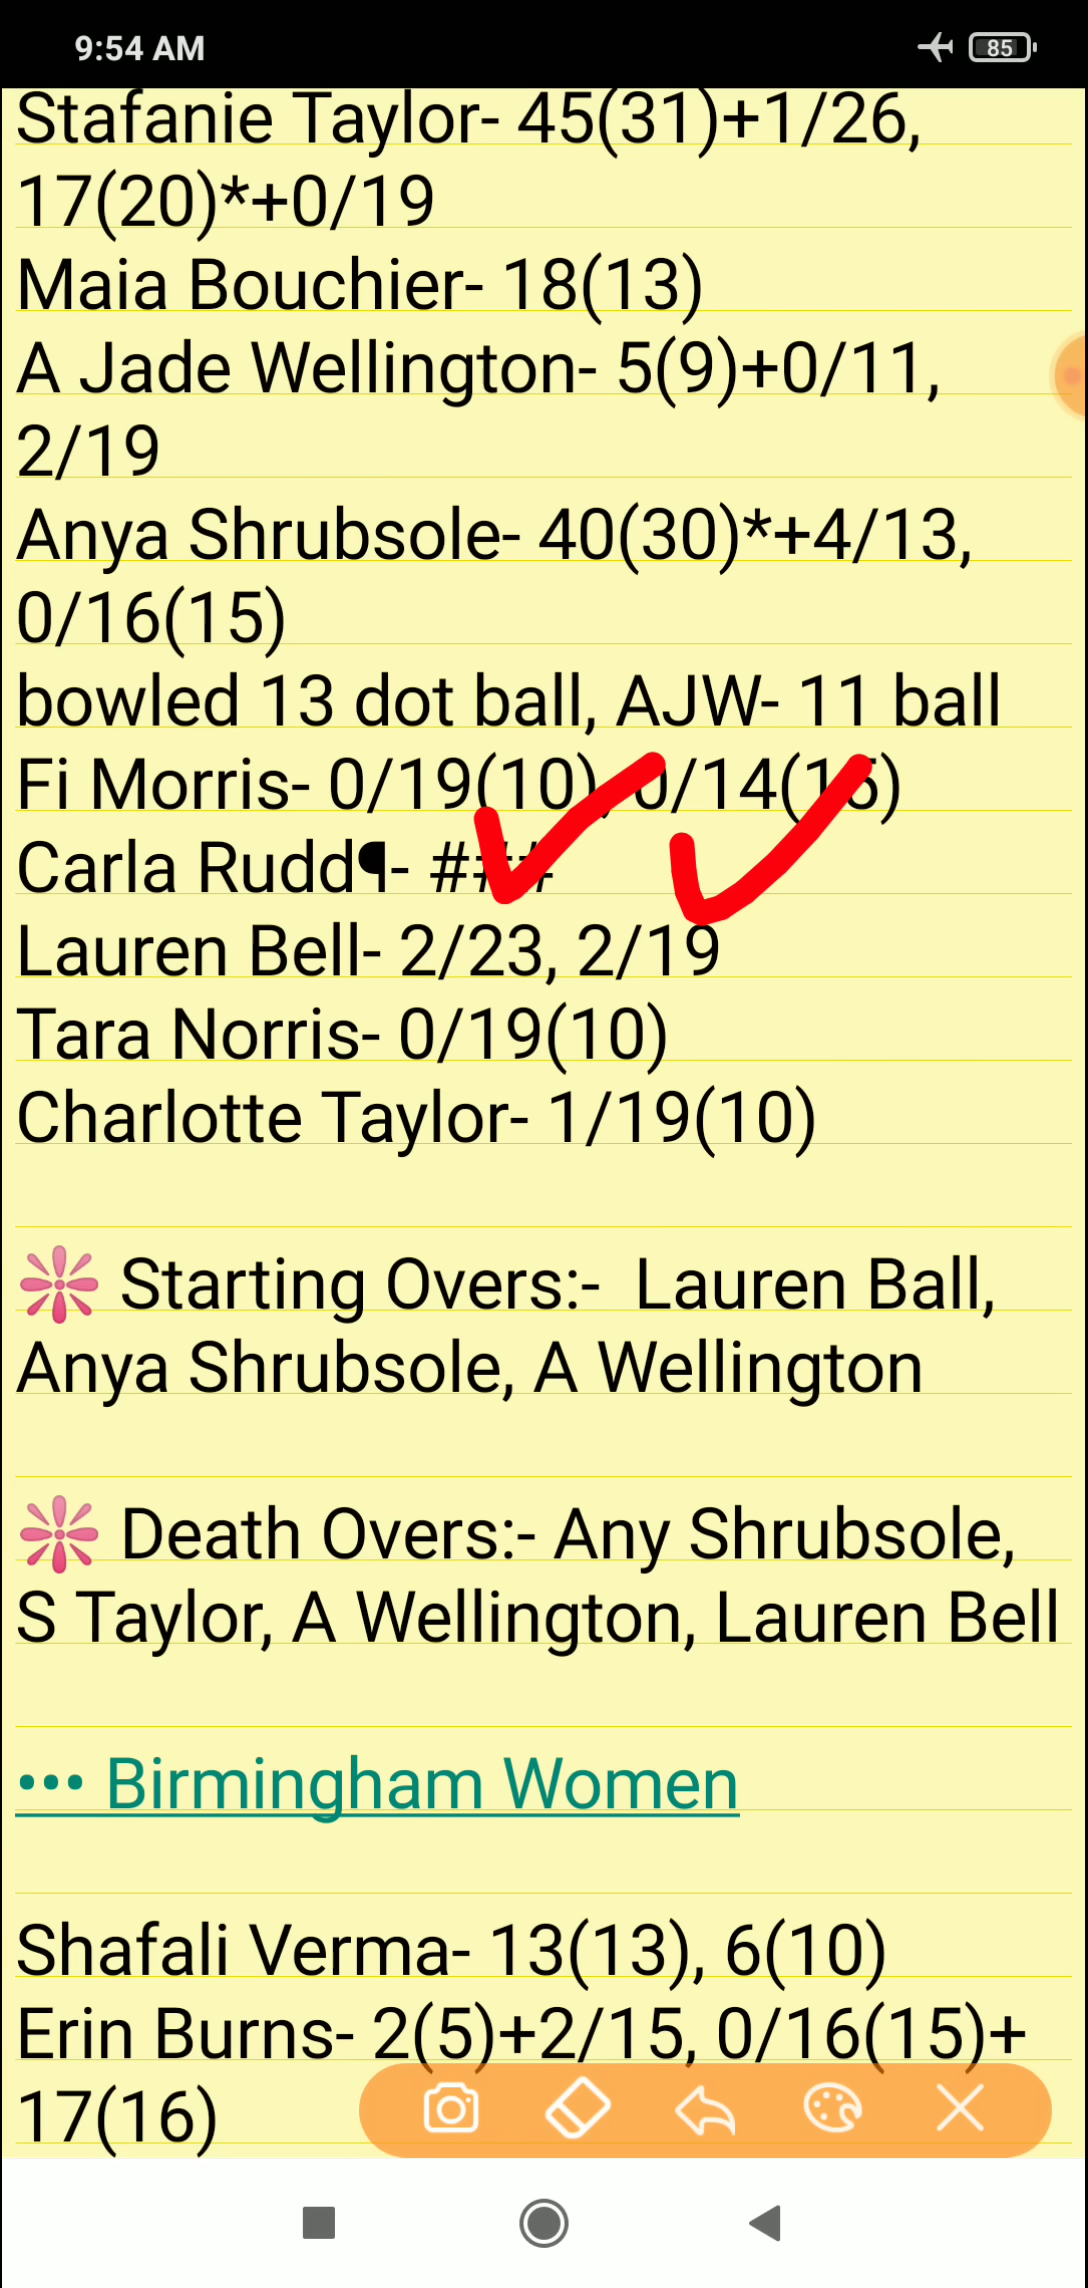 9:54 AM
85
Stafanie Taylor- 45(31)+1/26,
17(20)*+0/19
Maia Bouchier- 18(13)
A Jade Wellington- 5(9)+0/11,
2/19
Anya Shrubsole- 40(30)*+4/13,
0/16(15)
bowled 13 dot ball, AJW- 11 ball
Fi Morris- 0/19(10), 0/14(15)
Carla Rudd¶- ###
Lauren Bell- 2/23, 2/19
Tara Norris- 0/19(10)
Charlotte Taylor- 1/19(10)
Starting Overs:- Lauren Ball,
Anya Shrubsole, A Wellington
Death Overs:- Any Shrubsole,
S Taylor, A Wellington, Lauren Bell
••• Birmingham Women
Shafali Verma- 13(13), 6(10)
Erin Burns- 2(5)+2/15, 0/16(15)+
17(16)